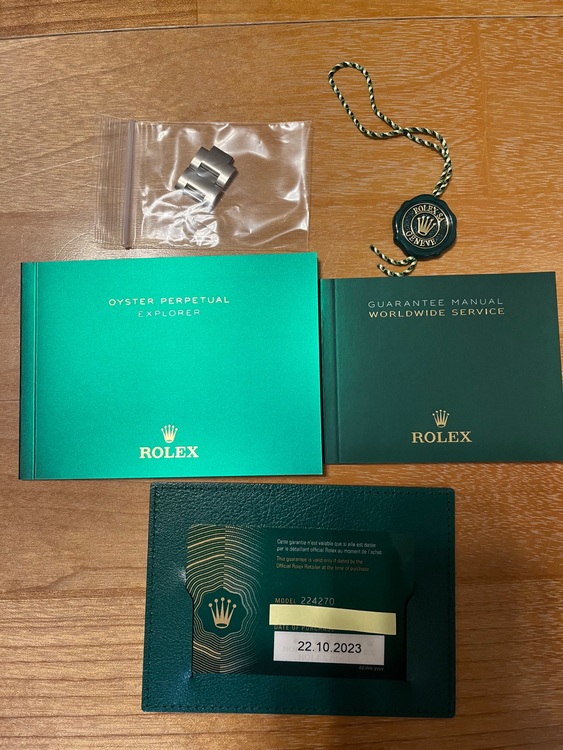 ROLEX SA
GENEVE
OYSTER PERPETUAL
EXPLORER
ROLEX
GUARANTEE MANUAL
WORLDWIDE SERVICE
ROLEX
Cette garantie n'est valable que si elle est datée
par le détaillant officiel Rolex au moment de l'achat.
This guarantee is valid only if dated by the
Official Rolex Retailer at the time of purchase.
MODEL 224270
DATE OF
22.10.2023